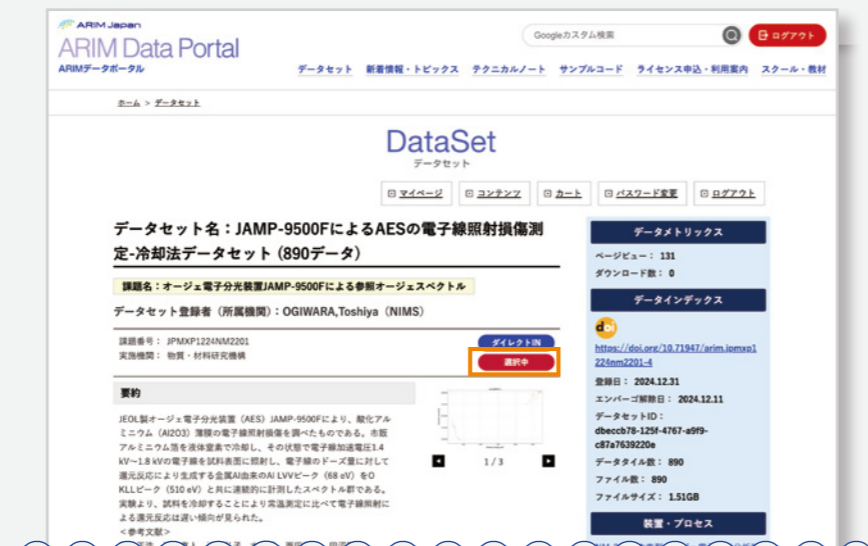 ARIM Japan
ARIM Data Portal
ARIMデータポータル
Googleカスタム検索
ログアウト
データセット 新着情報・トピックス テクニカルノート サンプルコード ライセンス申込・利用案内 スクール・教材
ホーム > データセット
DataSet
データセット
マイページ コンテンツ カート パスワード変更 ログアウト
データセット名：JAMP-9500FによるAESの電子線照射損傷測
定-冷却法データセット (890データ)
課題名：オージェ電子分光装置JAMP-9500Fによる参照オージェスペクトル
データセット登録者（所属機関）：OGIWARA,Toshiya（NIMS）
課題番号： JPMXP1224NM2201
実施機関： 物質・材料研究機構
ダイレクトIN
選択中
要約
JEOL製オージェ電子分光装置（AES）JAMP-9500Fにより、酸化アル
ミニウム（Al2O3）薄膜の電子線照射損傷を調べたものである。市販
アルミニウム箔を液体窒素で冷却し、その状態で電子線加速電圧1.4
kV〜1.8 kVの電子線を試料表面に照射し、電子線のドーズ量に対して
還元反応により生成する金属Al由来のAl LVVピーク（68 eV）をO
KLLピーク（510 eV）と共に連続的に計測したスペクトル群である。
実験より、試料を冷却することにより常温測定に比べて電子線照射に
よる還元反応は遅い傾向が見られた。
＜参考文献＞
1 / 3
データメトリックス
ページビュー： 131
ダウンロード数： 0
データインデックス
doi
https://doi.org/10.71947/arim.jpmxp1
224nm2201-4
登録日： 2024.12.31
エンバーゴ解除日： 2024.12.11
データセットID：
dbeccb78-125f-4767-a9f9-
c87a7639220e
データタイル数： 890
ファイル数： 890
ファイルサイズ： 1.51GB
装置・プロセス